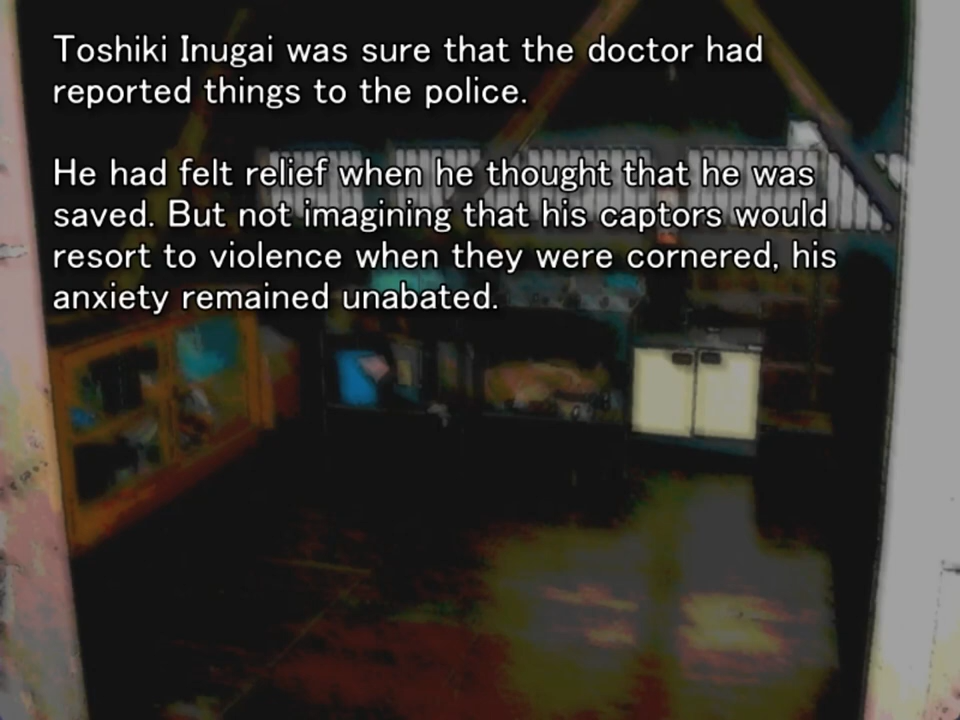 Toshiki Inugai was sure that the doctor had
reported things to the police.
He had felt relief when he thought that he was
saved. But not imagining that his captors would
resort to violence when they were cornered, his
anxiety remained unabated.